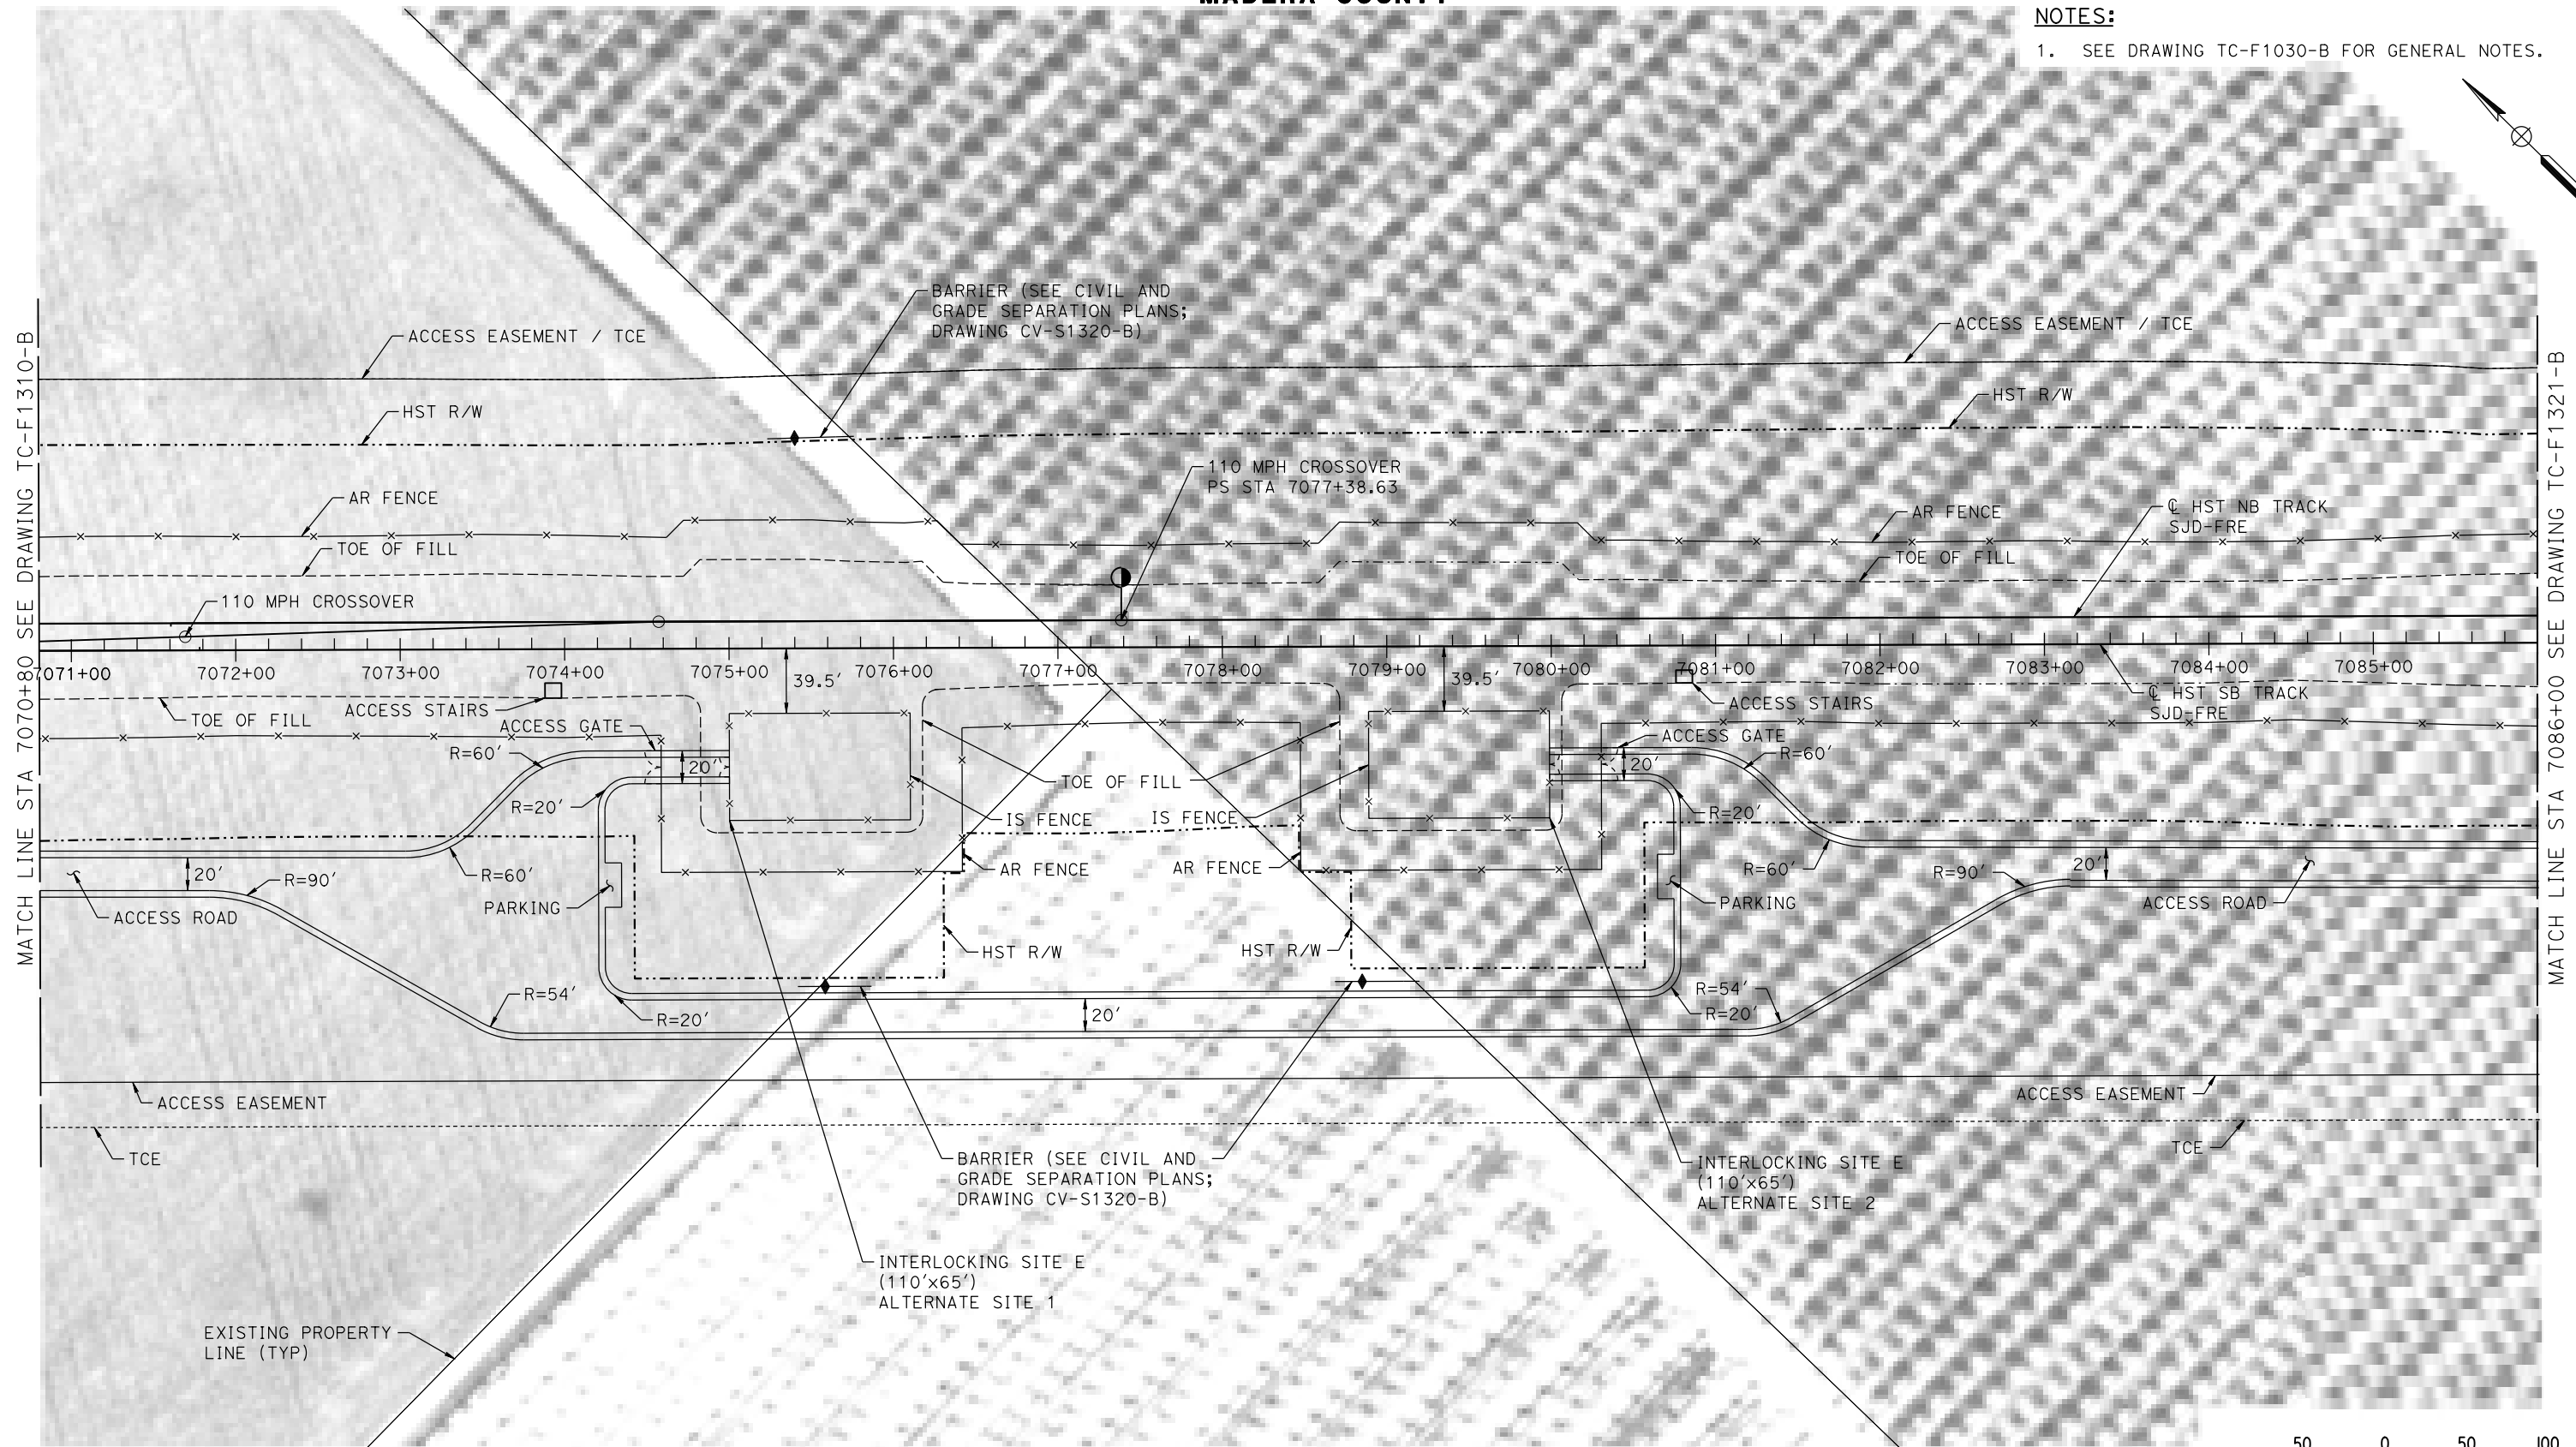 MADERA COUNTY
NOTES:
1. SEE DRAWING TC-F1030-B FOR GENERAL NOTES.
BARRIER (SEE CIVIL AND
GRADE SEPARATION PLANS;
DRAWING CV-S1320-B)
ACCESS EASEMENT / TCE
ACCESS EASEMENT / TCE
HST R/W
HST R/W
110 MPH CROSSOVER
PS STA 7077+38.63
AR FENCE
AR FENCE
℄ HST NB TRACK
SJD-FRE
TOE OF FILL
TOE OF FILL
110 MPH CROSSOVER
MATCH LINE STA 7070+80 SEE DRAWING TC-F1310-B
MATCH LINE STA 7086+00 SEE DRAWING TC-F1321-B
7071+00
7072+00
7073+00
7074+00
7075+00
7076+00
7077+00
7078+00
7079+00
7080+00
7081+00
7082+00
7083+00
7084+00
7085+00
39.5'
39.5'
℄ HST SB TRACK
SJD-FRE
ACCESS STAIRS
ACCESS STAIRS
TOE OF FILL
ACCESS GATE
ACCESS GATE
R=60'
R=60'
20'
20'
TOE OF FILL
R=20'
R=20'
IS FENCE
IS FENCE
AR FENCE
AR FENCE
20'
R=90'
R=60'
R=60'
R=90'
20'
PARKING
PARKING
ACCESS ROAD
ACCESS ROAD
HST R/W
HST R/W
R=54'
R=54'
R=20'
R=20'
20'
ACCESS EASEMENT
ACCESS EASEMENT
TCE
TCE
BARRIER (SEE CIVIL AND
GRADE SEPARATION PLANS;
DRAWING CV-S1320-B)
INTERLOCKING SITE E
(110'x65')
ALTERNATE SITE 2
INTERLOCKING SITE E
(110'x65')
ALTERNATE SITE 1
EXISTING PROPERTY
LINE (TYP)
50 0 50 100